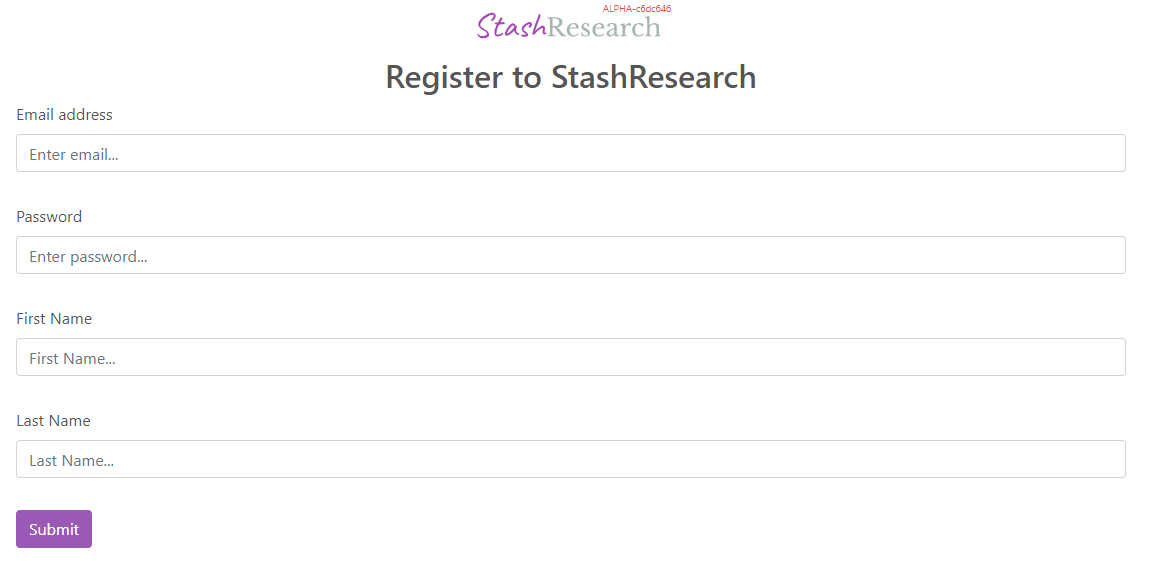 ALPHA-c6dc646
StashResearch
Register to StashResearch
Email address
Enter email...
Password
Enter password...
First Name
First Name...
Last Name
Last Name...
Submit